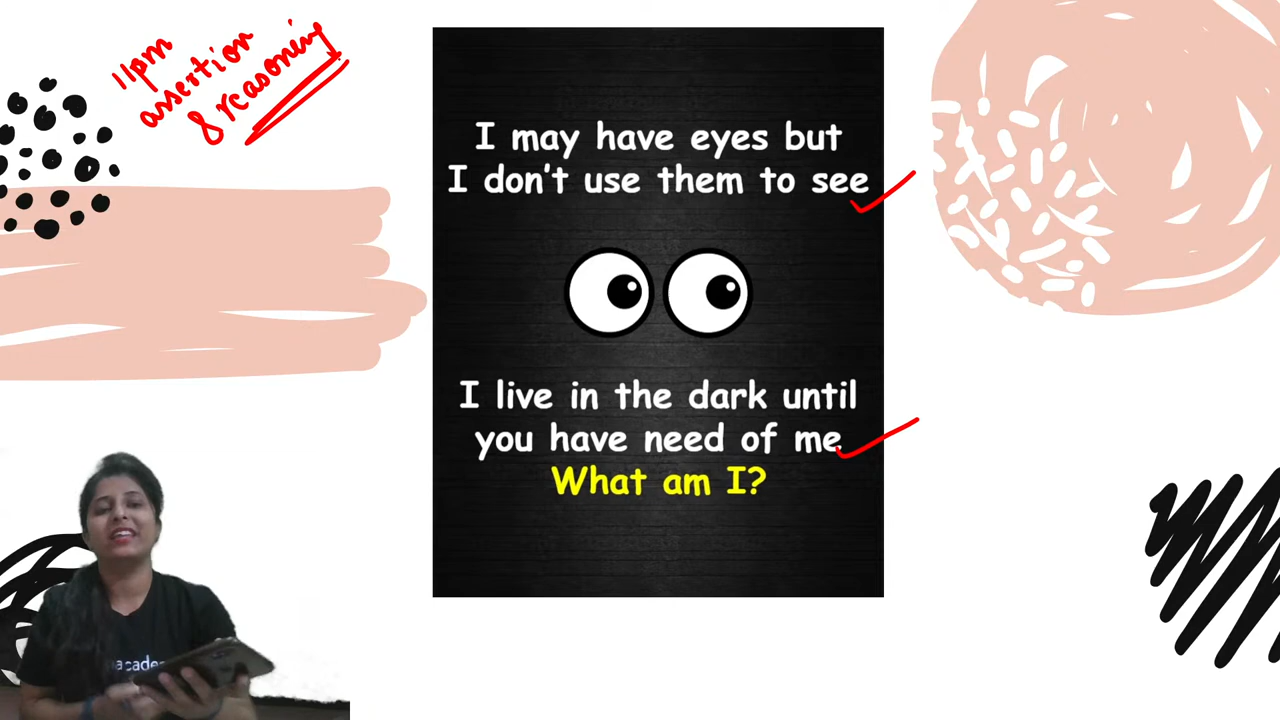 11pm
assertion
& reasoning
I may have eyes but
I don't use them to see
I live in the dark until
you have need of me
What am I?
acade